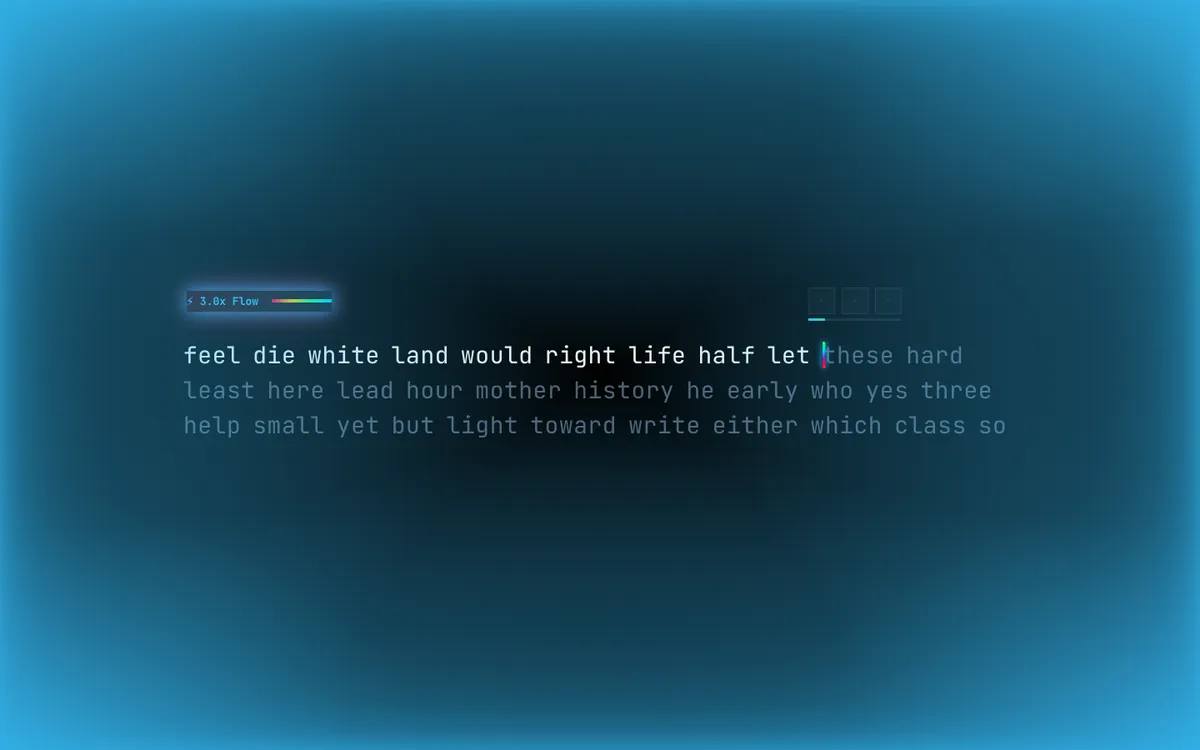 ⚡ 3.0x Flow
feel die white land would right life half let these hard
least here lead hour mother history he early who yes three
help small yet but light toward write either which class so